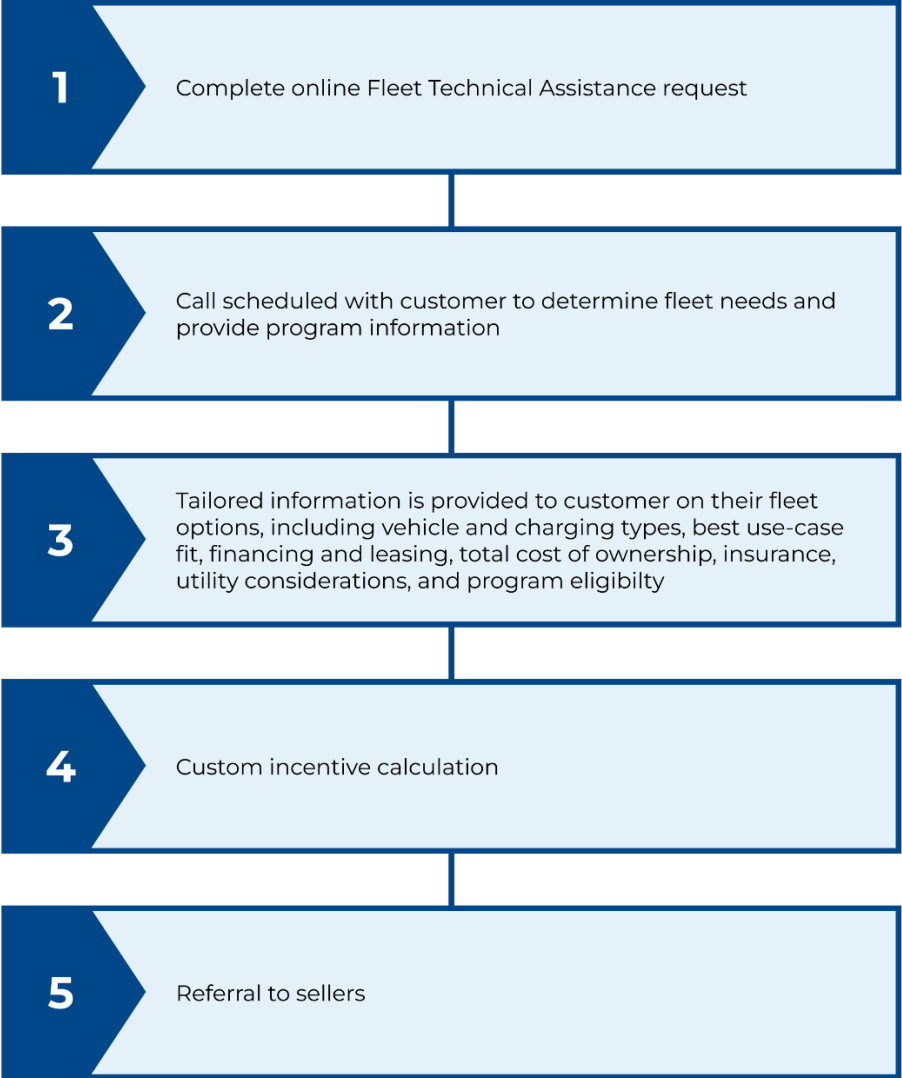 1
Complete online Fleet Technical Assistance request
2
Call scheduled with customer to determine fleet needs and
provide program information
3
Tailored information is provided to customer on their fleet
options, including vehicle and charging types, best use-case
fit, financing and leasing, total cost of ownership, insurance,
utility considerations, and program eligibilty
4
Custom incentive calculation
5
Referral to sellers